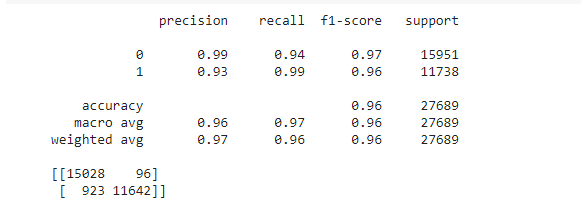 precision recall f1-score support
0 0.99 0.94 0.97 15951
1 0.93 0.99 0.96 11738
accuracy 0.96 27689
macro avg 0.96 0.97 0.96 27689
weighted avg 0.97 0.96 0.96 27689
[[15028 96]
[ 923 11642]]